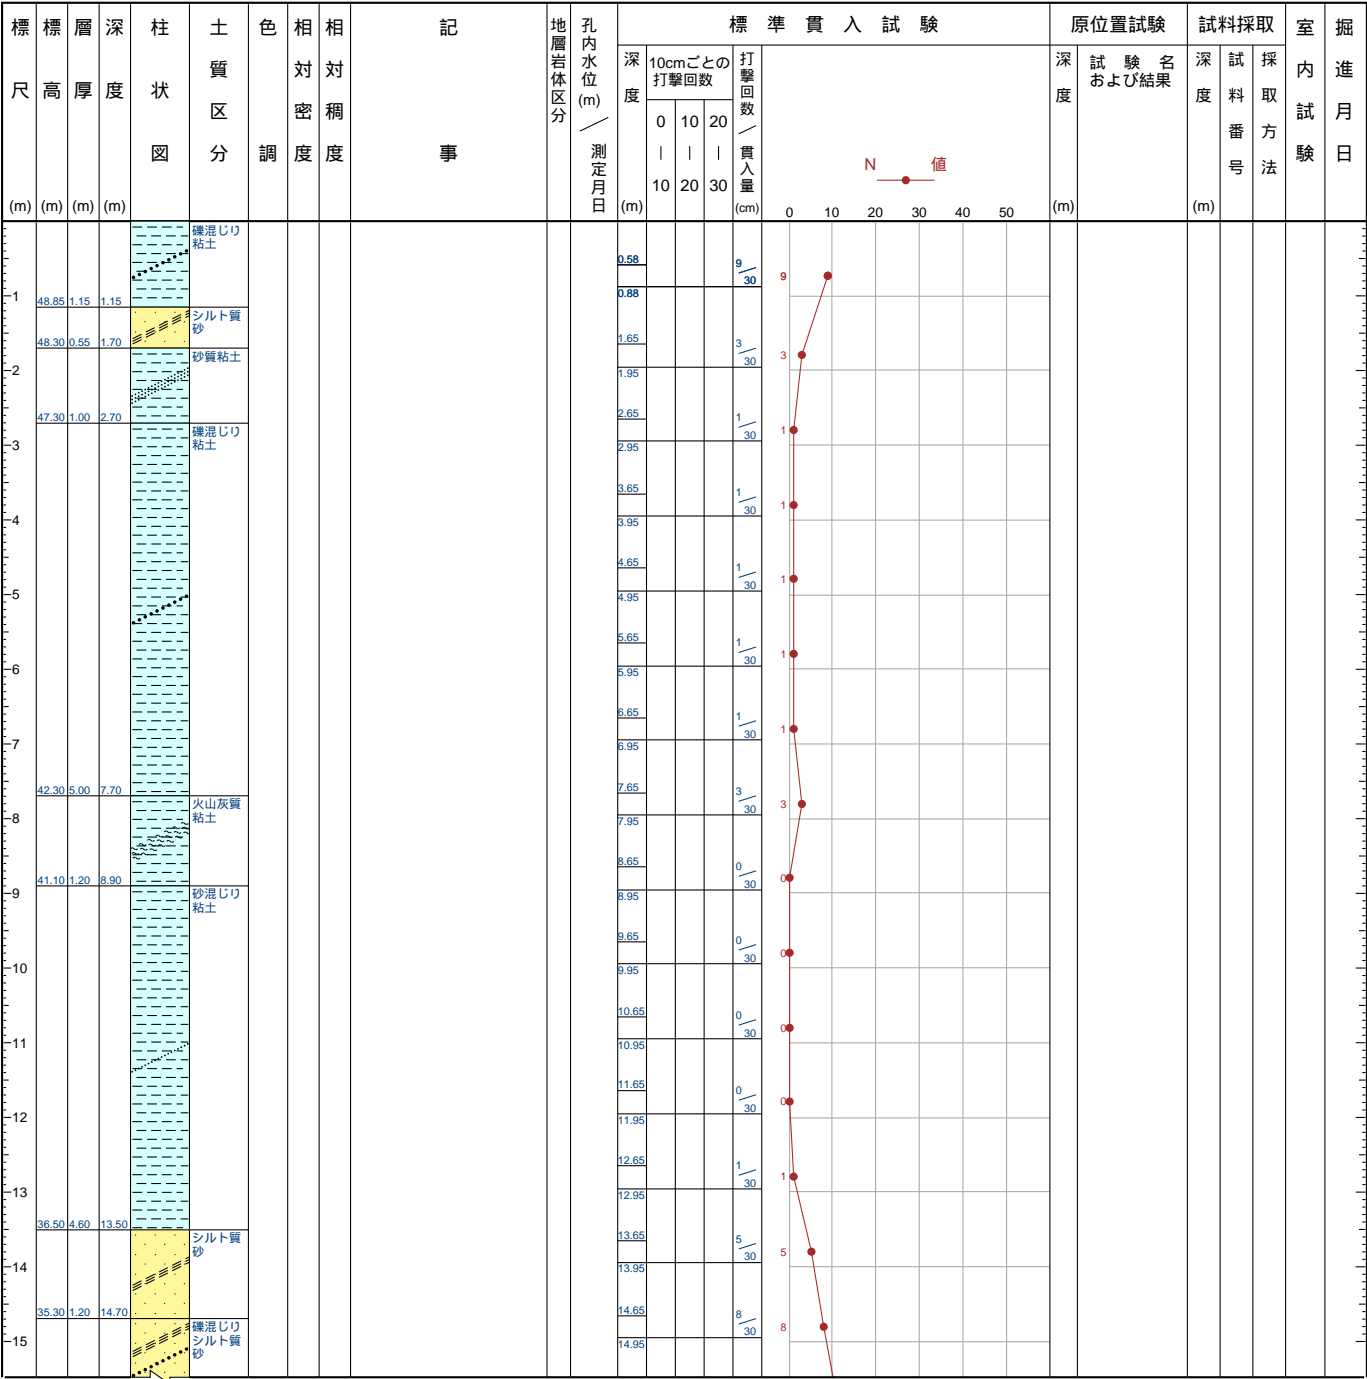 標尺(m)
標高(m)
層厚(m)
深度(m)
柱状図
土質区分
色調
相対密度
相対稠度
記事
地層岩体区分
孔内水位(m)／測定月日
標準貫入試験
深度(m)
10cmごとの
打撃回数
0 10 20
| | |
10 20 30
打撃回数／貫入量(cm)
N 値
0 10 20 30 40 50
原位置試験
深度(m)
試験名
および結果
試料採取
深度(m)
試料番号
採取方法
室内試験
掘進月日
礫混じり
粘土
0.58 9/30 9
0.88
1
48.85 1.15 1.15
シルト質
砂
48.30 0.55 1.70
1.65 3/30 3
砂質粘土
2
1.95
47.30 1.00 2.70
2.65 1/30 1
礫混じり
粘土
3
2.95
3.65 1/30 1
4
3.95
4.65 1/30 1
5
4.95
5.65 1/30 1
6
5.95
6.65 1/30 1
7
6.95
42.30 5.00 7.70
7.65 3/30 3
火山灰質
粘土
8
7.95
8.65 0/30 0
41.10 1.20 8.90
砂混じり
粘土
9
8.95
9.65 0/30 0
10
9.95
10.65 0/30 0
11
10.95
11.65 0/30 0
12
11.95
12.65 1/30 1
13
12.95
36.50 4.60 13.50
シルト質
砂
13.65 5/30 5
14
13.95
35.30 1.20 14.70
14.65 8/30 8
礫混じり
シルト質
砂
15
14.95